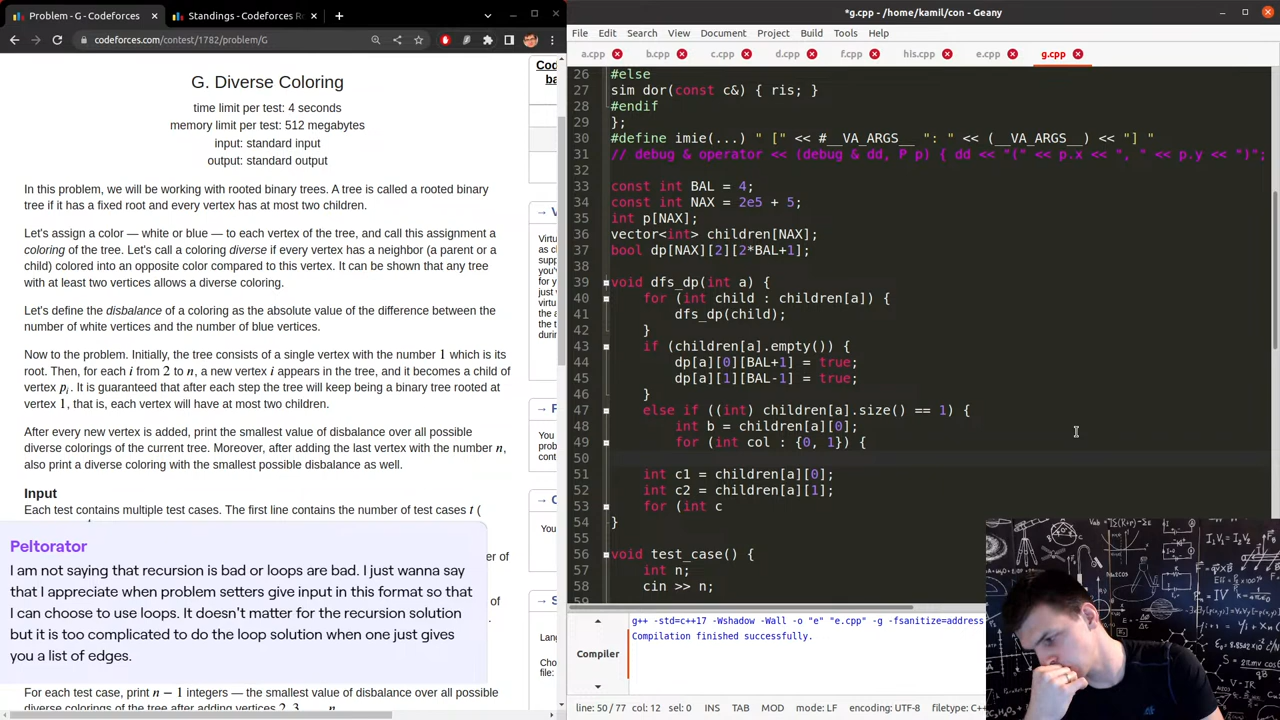 Problem - G - Codeforces
Standings - Codeforces Ro
codeforces.com/contest/1782/problem/G
G. Diverse Coloring
time limit per test: 4 seconds
memory limit per test: 512 megabytes
input: standard input
output: standard output
In this problem, we will be working with rooted binary trees. A tree is called a rooted binary
tree if it has a fixed root and every vertex has at most two children.
Let's assign a color — white or blue — to each vertex of the tree, and call this assignment a
coloring of the tree. Let's call a coloring diverse if every vertex has a neighbor (a parent or a
child) colored into an opposite color compared to this vertex. It can be shown that any tree
with at least two vertices allows a diverse coloring.
Let's define the disbalance of a coloring as the absolute value of the difference between the
number of white vertices and the number of blue vertices.
Now to the problem. Initially, the tree consists of a single vertex with the number 1 which is its
root. Then, for each i from 2 to n, a new vertex i appears in the tree, and it becomes a child of
vertex pi. It is guaranteed that after each step the tree will keep being a binary tree rooted at
vertex 1, that is, each vertex will have at most two children.
After every new vertex is added, print the smallest value of disbalance over all possible
diverse colorings of the current tree. Moreover, after adding the last vertex with the number n,
also print a diverse coloring with the smallest possible disbalance as well.
Input
Each test contains multiple test cases. The first line contains the number of test cases t (
Peltorator
I am not saying that recursion is bad or loops are bad. I just wanna say
that I appreciate when problem setters give input in this format so that
I can choose to use loops. It doesn't matter for the recursion solution
but it is too complicated to do the loop solution when one just gives
you a list of edges.
For each test case, print n − 1 integers — the smallest value of disbalance over all possible
diverse colorings of the tree after adding vertices 2, 3, ..., n.
Cod
ba
→ V
Virtu
as cl
→ P
You
prob
cont
→ C
You
→ S
Lang
Choo
file:
*g.cpp - /home/kamil/con - Geany
File Edit Search View Document Project Build Tools Help
a.cpp b.cpp c.cpp d.cpp f.cpp hls.cpp e.cpp g.cpp
26 #else
27 sim dor(const c&) { ris; }
28 #endif
29 };
30 #define imie(...) " [" << #__VA_ARGS__ ": " << (__VA_ARGS__) << "] "
31 // debug & operator << (debug & dd, P p) { dd << "(" << p.x << ", " << p.y << ")";
32
33 const int BAL = 4;
34 const int NAX = 2e5 + 5;
35 int p[NAX];
36 vector<int> children[NAX];
37 bool dp[NAX][2][2*BAL+1];
38
39 void dfs_dp(int a) {
40 for (int child : children[a]) {
41 dfs_dp(child);
42 }
43 if (children[a].empty()) {
44 dp[a][0][BAL+1] = true;
45 dp[a][1][BAL-1] = true;
46 }
47 else if ((int) children[a].size() == 1) {
48 int b = children[a][0];
49 for (int col : {0, 1}) {
50
51 int c1 = children[a][0];
52 int c2 = children[a][1];
53 for (int c
54 }
55
56 void test_case() {
57 int n;
58 cin >> n;
59
Compiler
g++ -std=c++17 -Wshadow -Wall -o "e" "e.cpp" -g -fsanitize=address
Compilation finished successfully.
line: 50 / 77 col: 12 sel: 0 INS TAB MOD mode: LF encoding: UTF-8 filetype: C+